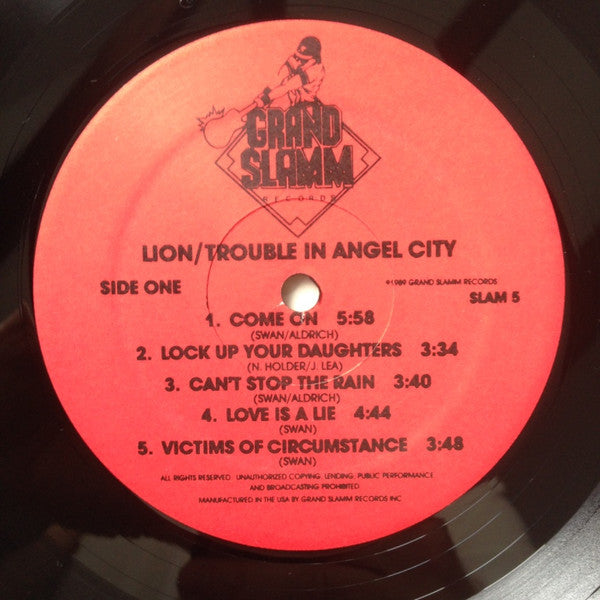 GRAND
SLAMM
RECORDS
LION/TROUBLE IN ANGEL CITY
SIDE ONE
℗1989 GRAND SLAMM RECORDS
SLAM 5
1. COME ON 5:58
(SWAN/ALDRICH)
2. LOCK UP YOUR DAUGHTERS 3:34
(N. HOLDER/J. LEA)
3. CAN'T STOP THE RAIN 3:40
(SWAN/ALDRICH)
4. LOVE IS A LIE 4:44
(SWAN)
5. VICTIMS OF CIRCUMSTANCE 3:48
(SWAN)
ALL RIGHTS RESERVED. UNAUTHORIZED COPYING, LENDING, PUBLIC PERFORMANCE
AND BROADCASTING PROHIBITED.
MANUFACTURED IN THE USA BY GRAND SLAMM RECORDS INC